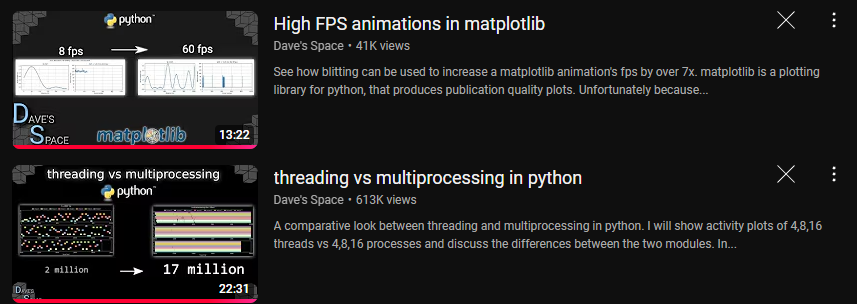 python™
8 fps
60 fps
DAVE'S
SPACE
matplotlib
13:22
High FPS animations in matplotlib
Dave's Space • 41K views
See how blitting can be used to increase a matplotlib animation's fps by over 7x. matplotlib is a plotting
library for python, that produces publication quality plots. Unfortunately because...
threading vs multiprocessing
python™
2 million
17 million
DAVE'S
SPACE
22:31
threading vs multiprocessing in python
Dave's Space • 613K views
A comparative look between threading and multiprocessing in python. I will show activity plots of 4,8,16
threads vs 4,8,16 processes and discuss the differences between the two modules. In...